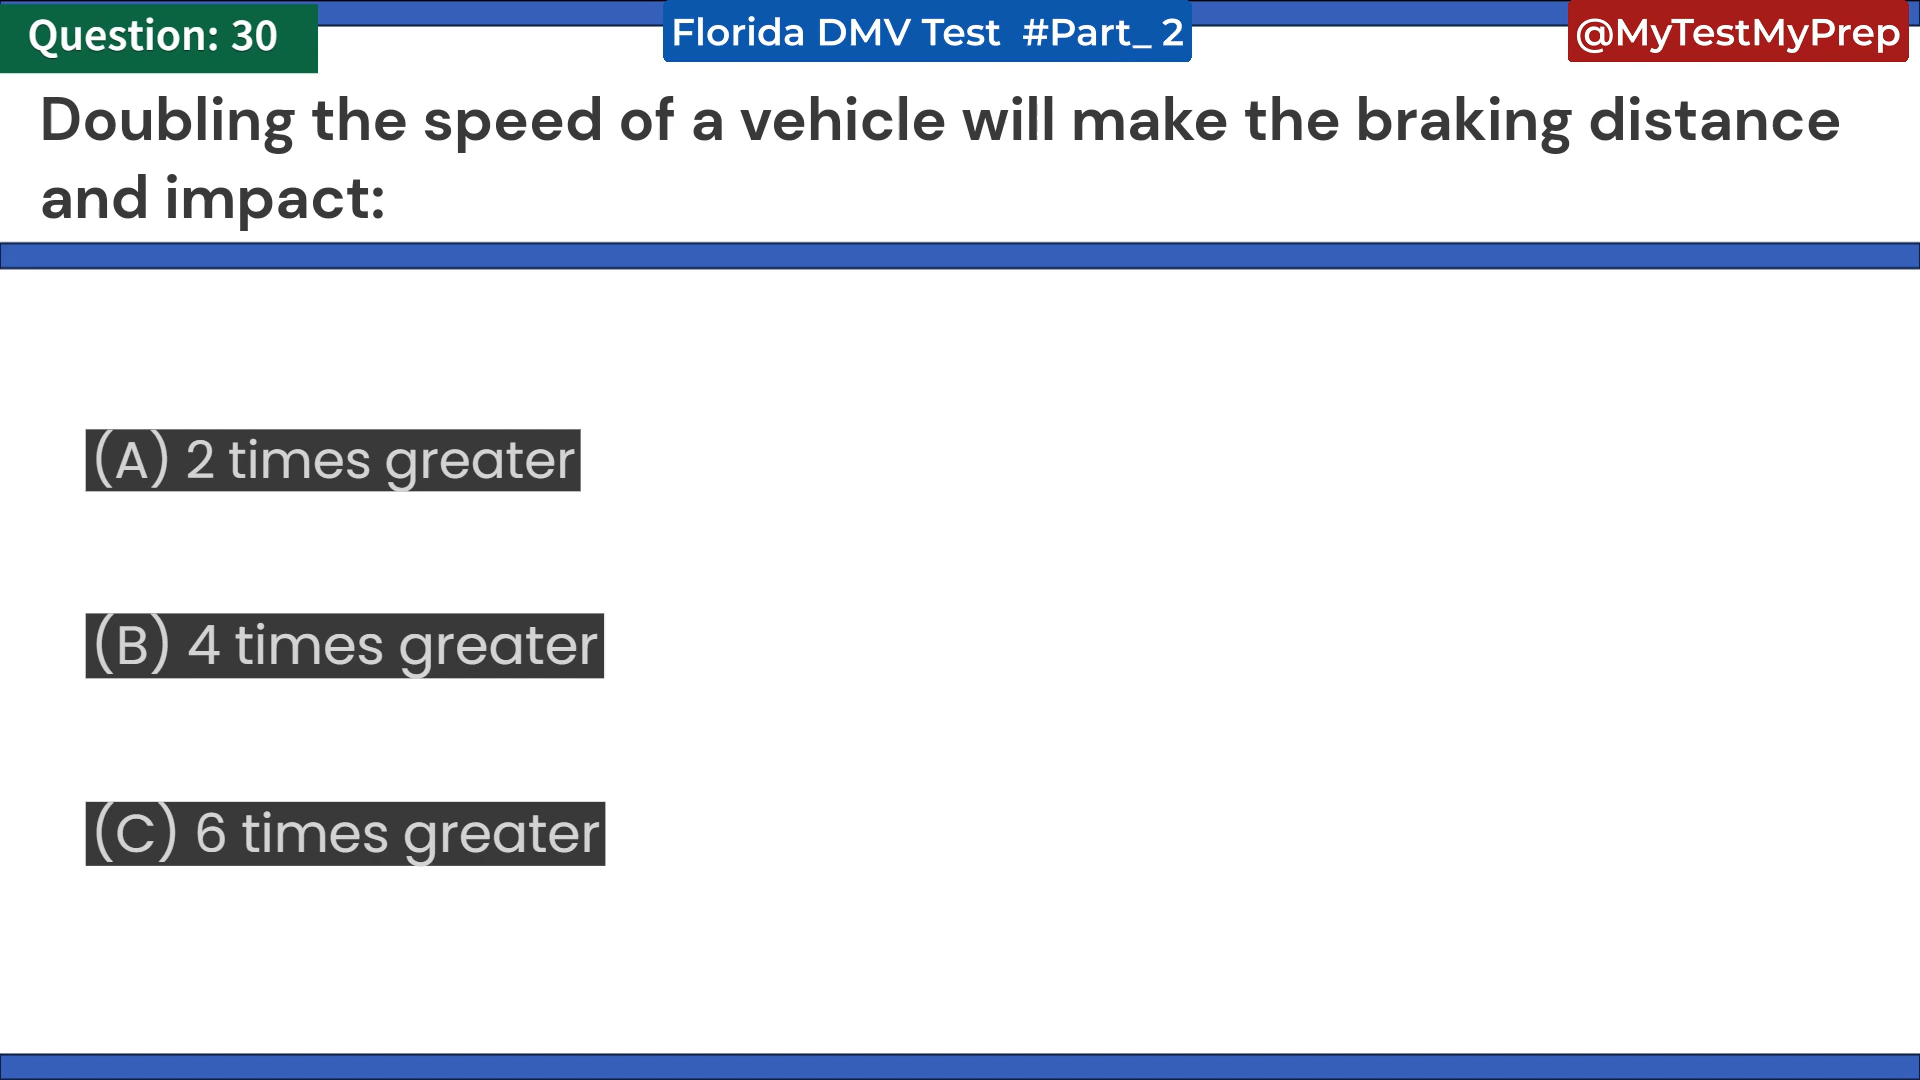 Question: 30
Florida DMV Test #Part_ 2
@MyTestMyPrep
Doubling the speed of a vehicle will make the braking distance
and impact:
(A) 2 times greater
(B) 4 times greater
(C) 6 times greater